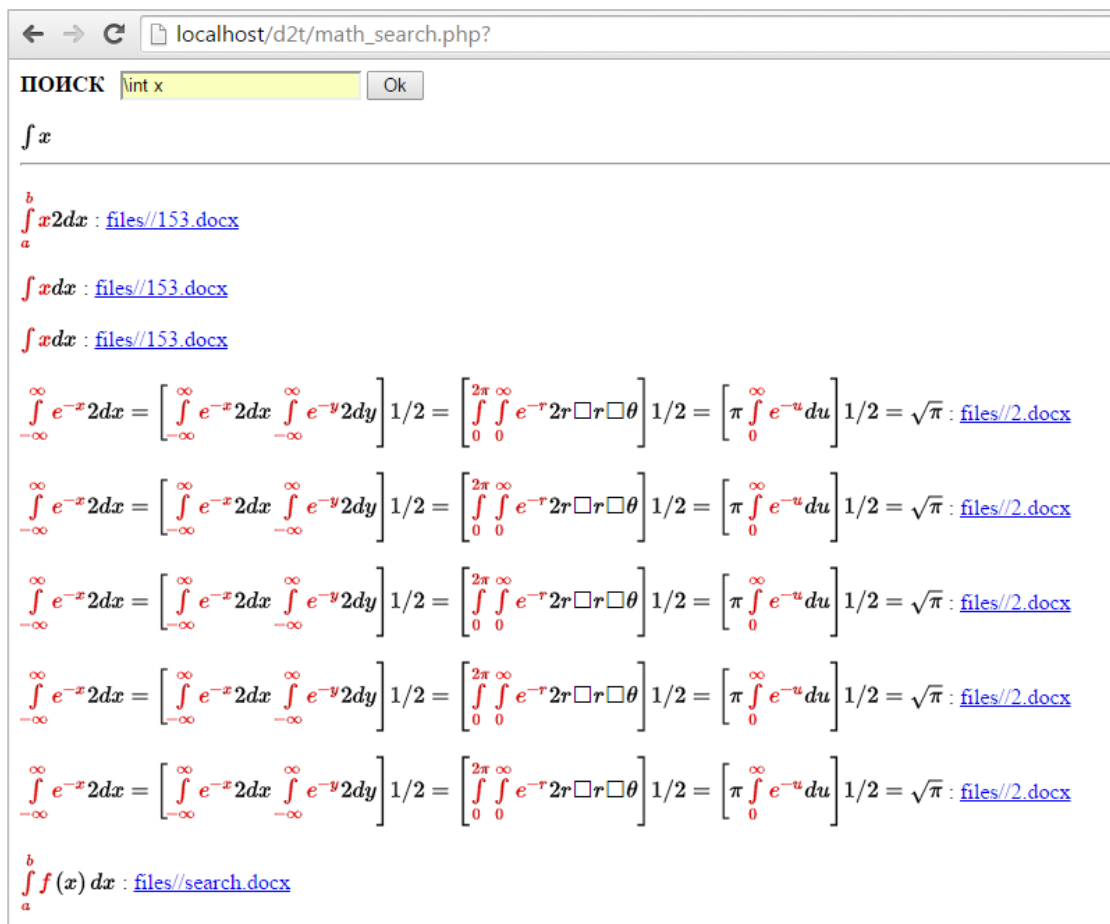 localhost/d2t/math_search.php?
ПОИСК \int x Ok
∫ x
∫_a^b x2dx : files//153.docx
∫ xdx : files//153.docx
∫ xdx : files//153.docx
∫_{-∞}^{∞} e^{-x}2dx = [∫_{-∞}^{∞} e^{-x}2dx ∫_{-∞}^{∞} e^{-y}2dy] 1/2 = [∫_0^{2π} ∫_0^{∞} e^{-r}2r□r□θ] 1/2 = [π ∫_0^{∞} e^{-u}du] 1/2 = √π : files//2.docx
∫_{-∞}^{∞} e^{-x}2dx = [∫_{-∞}^{∞} e^{-x}2dx ∫_{-∞}^{∞} e^{-y}2dy] 1/2 = [∫_0^{2π} ∫_0^{∞} e^{-r}2r□r□θ] 1/2 = [π ∫_0^{∞} e^{-u}du] 1/2 = √π : files//2.docx
∫_{-∞}^{∞} e^{-x}2dx = [∫_{-∞}^{∞} e^{-x}2dx ∫_{-∞}^{∞} e^{-y}2dy] 1/2 = [∫_0^{2π} ∫_0^{∞} e^{-r}2r□r□θ] 1/2 = [π ∫_0^{∞} e^{-u}du] 1/2 = √π : files//2.docx
∫_{-∞}^{∞} e^{-x}2dx = [∫_{-∞}^{∞} e^{-x}2dx ∫_{-∞}^{∞} e^{-y}2dy] 1/2 = [∫_0^{2π} ∫_0^{∞} e^{-r}2r□r□θ] 1/2 = [π ∫_0^{∞} e^{-u}du] 1/2 = √π : files//2.docx
∫_{-∞}^{∞} e^{-x}2dx = [∫_{-∞}^{∞} e^{-x}2dx ∫_{-∞}^{∞} e^{-y}2dy] 1/2 = [∫_0^{2π} ∫_0^{∞} e^{-r}2r□r□θ] 1/2 = [π ∫_0^{∞} e^{-u}du] 1/2 = √π : files//2.docx
∫_a^b f (x) dx : files//search.docx